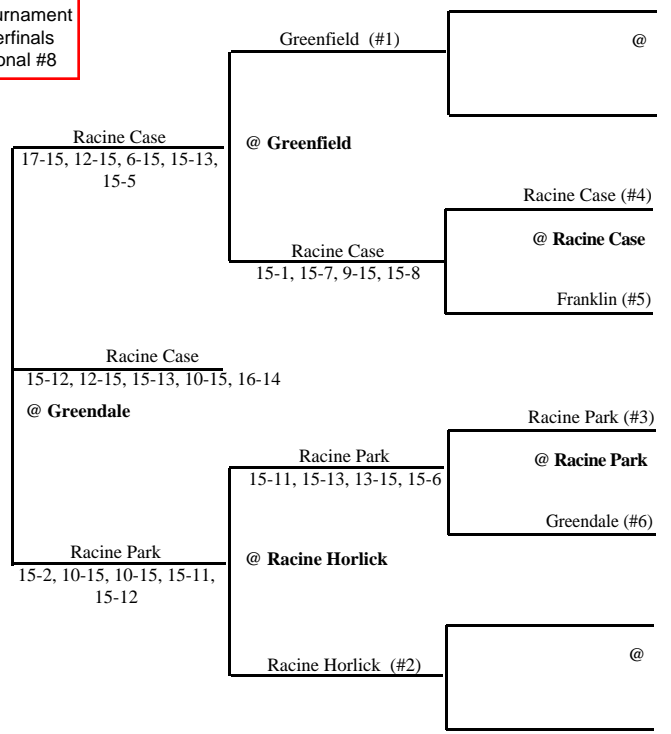 urnament
erfinals
onal #8
Greenfield (#1)
@
Racine Case
17-15, 12-15, 6-15, 15-13,
15-5
@ Greenfield
Racine Case (#4)
@ Racine Case
Racine Case
15-1, 15-7, 9-15, 15-8
Franklin (#5)
Racine Case
15-12, 12-15, 15-13, 10-15, 16-14
@ Greendale
Racine Park (#3)
@ Racine Park
Racine Park
15-11, 15-13, 13-15, 15-6
Greendale (#6)
Racine Park
15-2, 10-15, 10-15, 15-11,
15-12
@ Racine Horlick
Racine Horlick (#2)
@